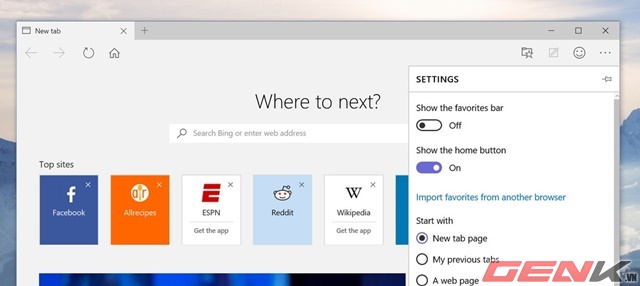 New tab
Where to next?
Search Bing or enter web address
Top sites
Facebook
Allrecipes
ESPN
Get the app
Reddit
Wikipedia
Get the app
SETTINGS
Show the favorites bar
Off
Show the home button
On
Import favorites from another browser
Start with
New tab page
My previous tabs
A web page
GENK.VN